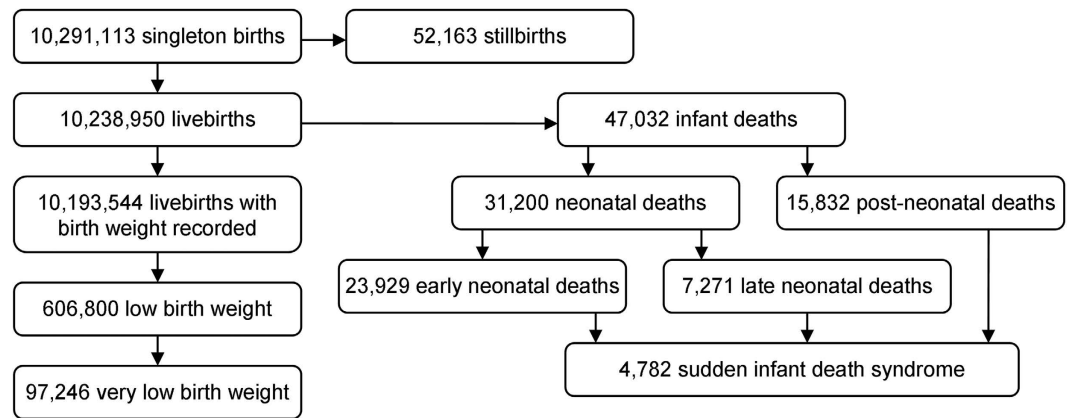 10,291,113 singleton births
52,163 stillbirths
10,238,950 livebirths
47,032 infant deaths
10,193,544 livebirths with
birth weight recorded
31,200 neonatal deaths
15,832 post-neonatal deaths
606,800 low birth weight
23,929 early neonatal deaths
7,271 late neonatal deaths
97,246 very low birth weight
4,782 sudden infant death syndrome